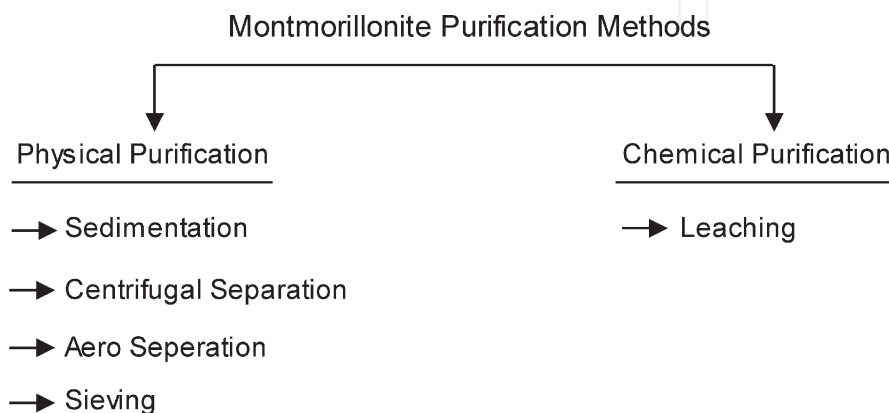 Montmorillonite Purification Methods
Physical Purification
Sedimentation
Centrifugal Separation
Aero Seperation
Sieving
Chemical Purification
Leaching